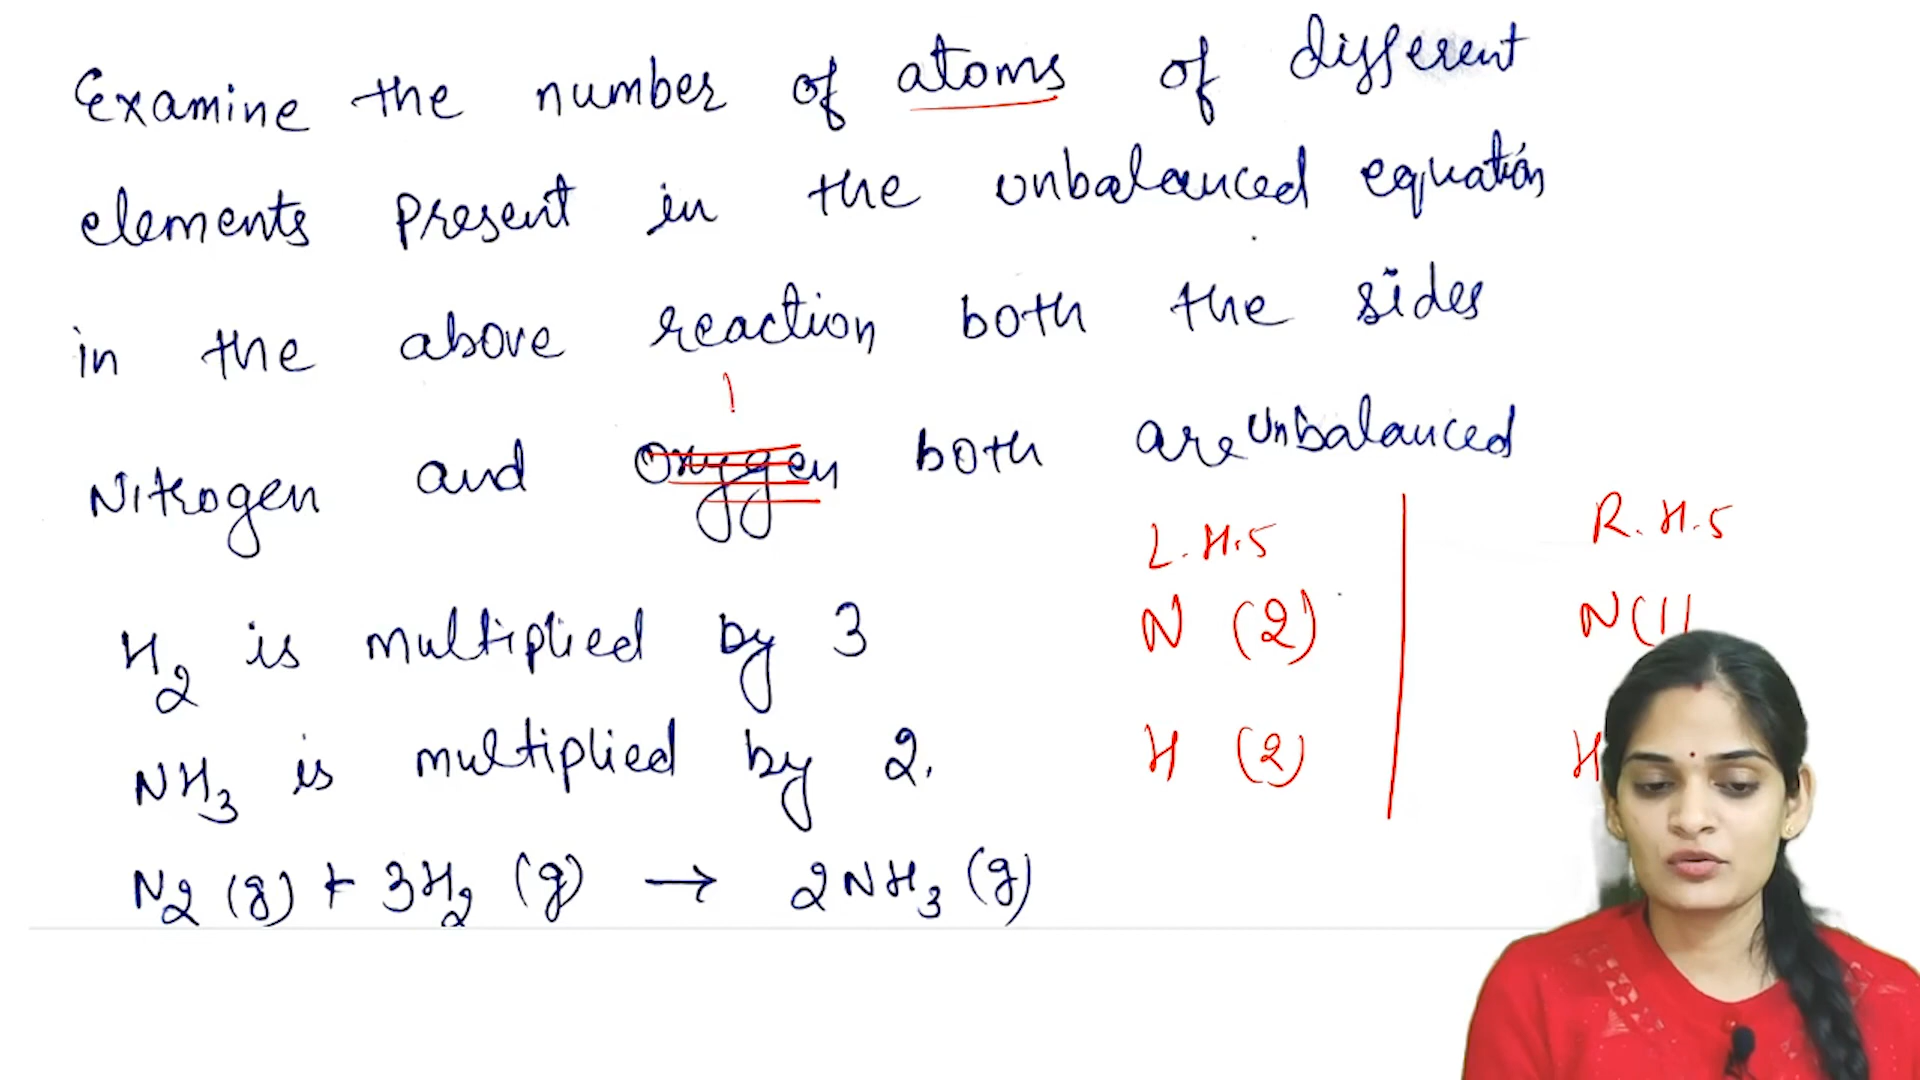 Examine the number of atoms of different
elements present in the unbalanced equation
in the above reaction both the sides
Nitrogen and Oxygen both are Unbalanced
L.H.S R.H.S
N (2) N(1)
H2 is multiplied by 3
H (2) H
NH3 is multiplied by 2.
N2 (g) + 3H2 (g) → 2NH3 (g)